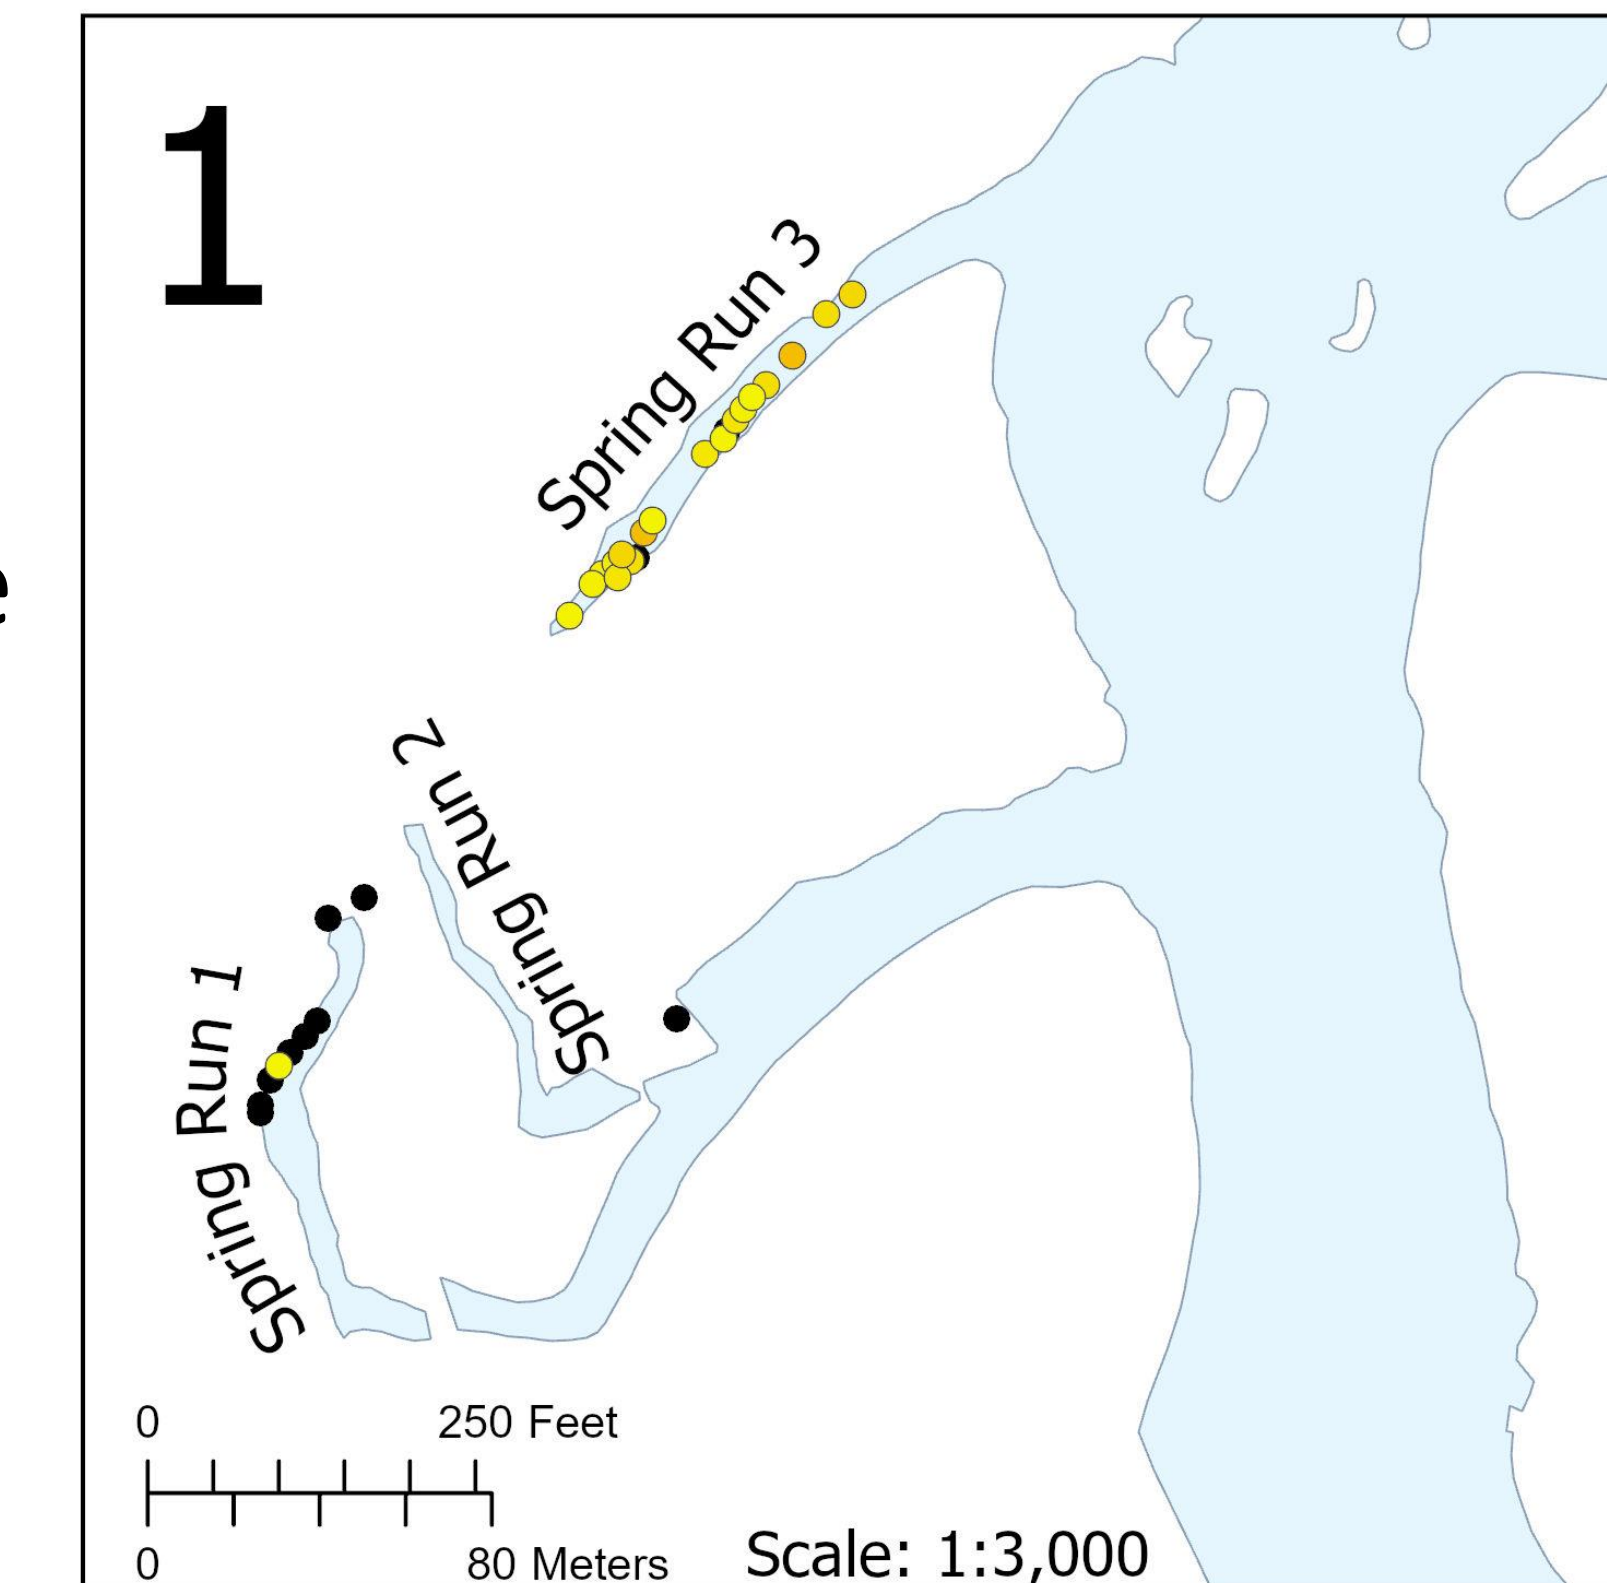 1
Spring Run 3
Spring Run 2
Spring Run 1
0 250 Feet
0 80 Meters
Scale: 1:3,000